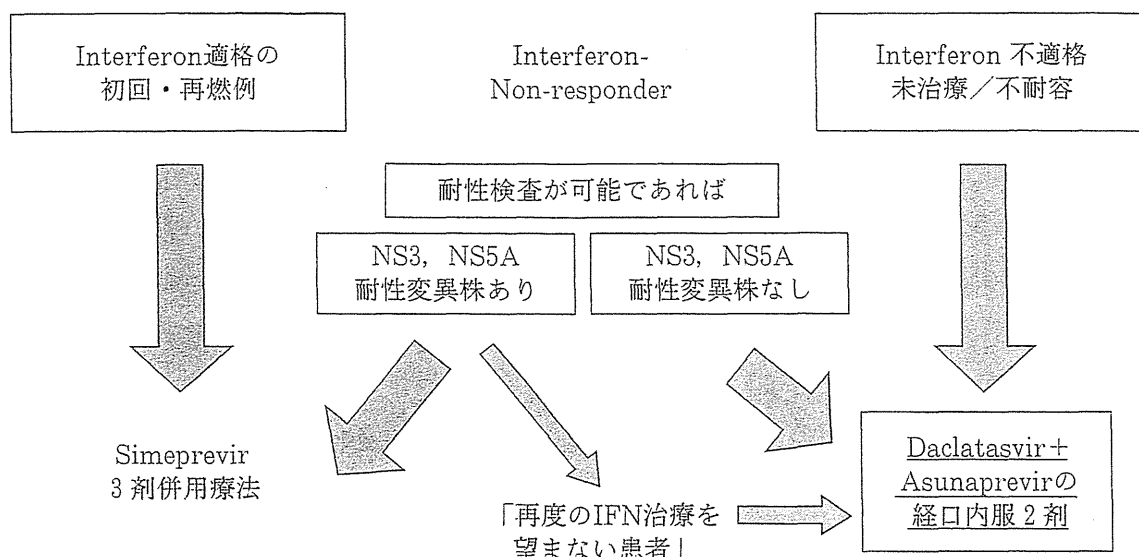 Interferon適格の
初回・再燃例
Interferon-
Non-responder
Interferon 不適格
未治療／不耐容
耐性検査が可能であれば
NS3, NS5A
耐性変異株あり
NS3, NS5A
耐性変異株なし
Simeprevir
3剤併用療法
「再度のIFN治療を
望まない患者」
Daclatasvir＋
Asunaprevirの
経口内服2剤